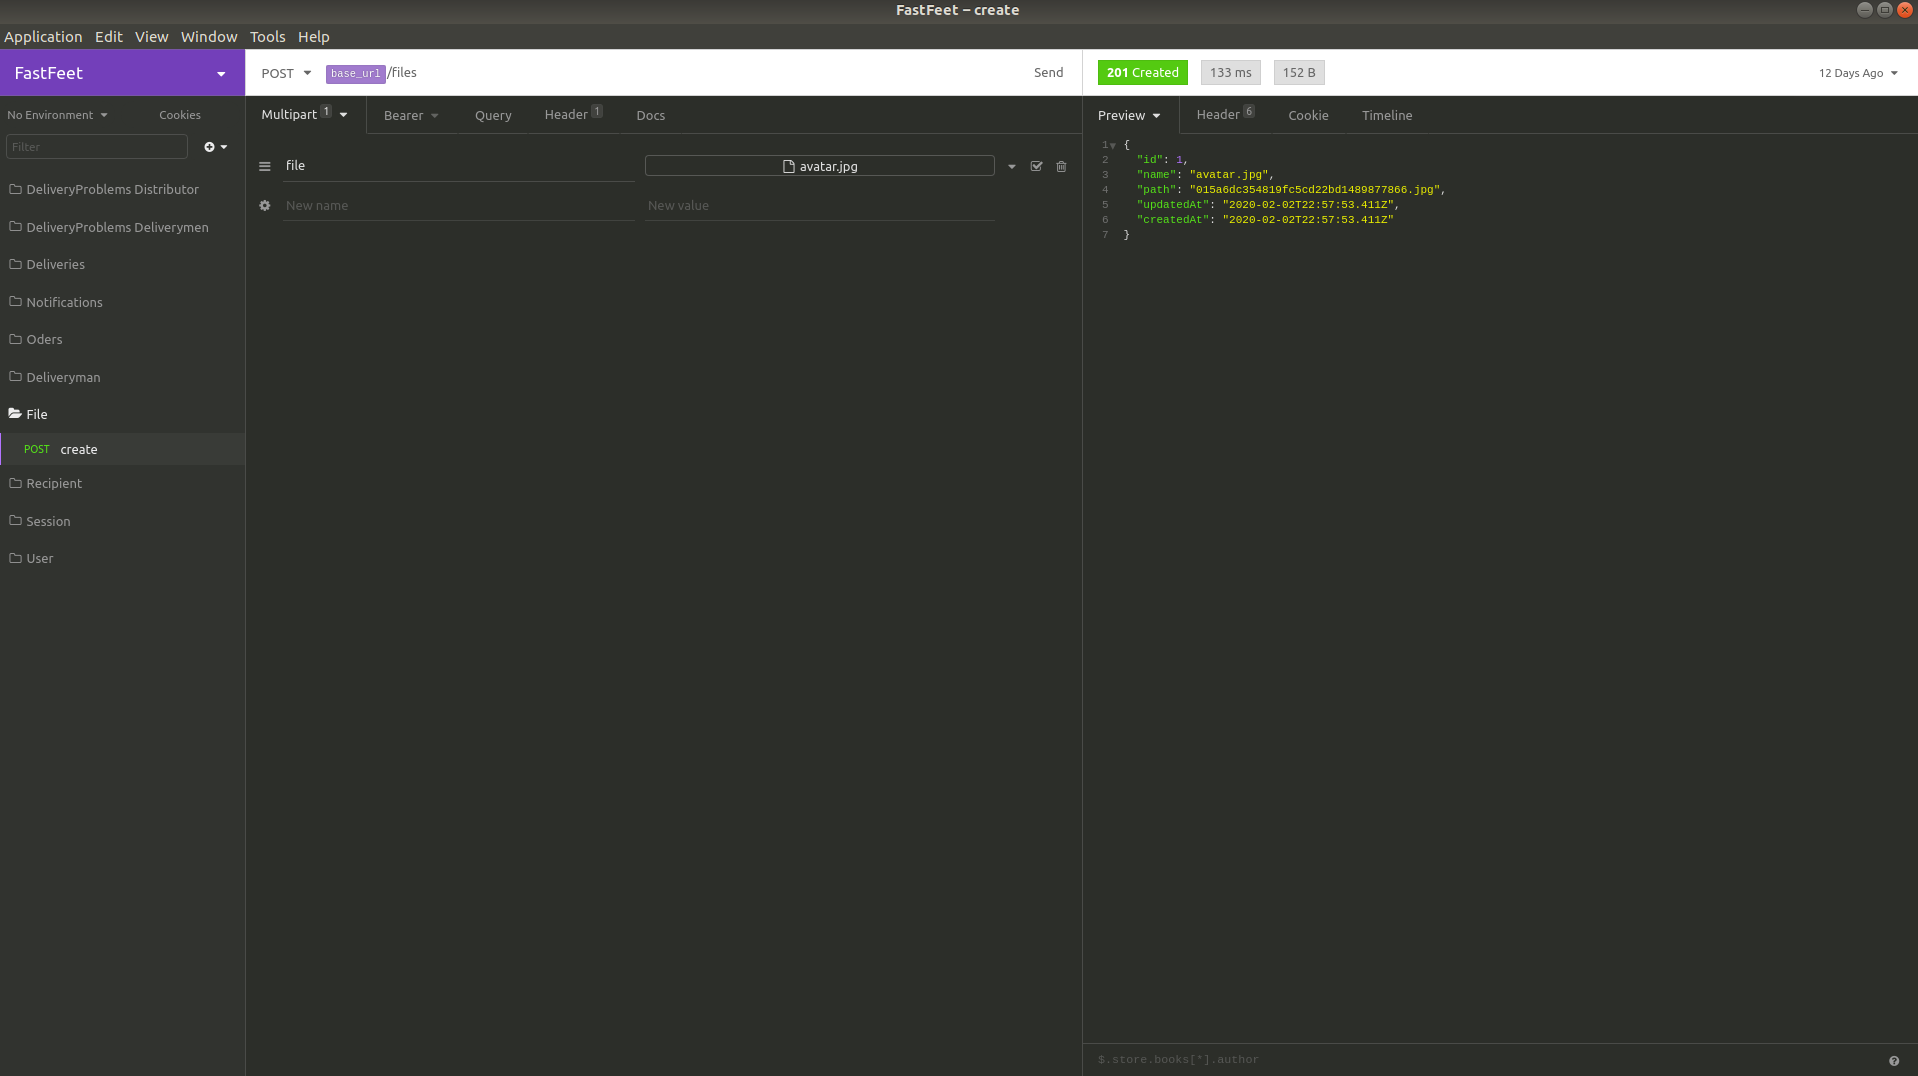 FastFeet – create
Application Edit View Window Tools Help
FastFeet
POST base_url/files Send
201 Created 133 ms 152 B 12 Days Ago
No Environment Cookies
Filter
DeliveryProblems Distributor
DeliveryProblems Deliverymen
Deliveries
Notifications
Oders
Deliveryman
File
POST create
Recipient
Session
User
Multipart 1 Bearer Query Header 1 Docs
file avatar.jpg
New name New value
Preview Header 6 Cookie Timeline
1 {
2 "id": 1,
3 "name": "avatar.jpg",
4 "path": "015a6dc354819fc5cd22bd1489877866.jpg",
5 "updatedAt": "2020-02-02T22:57:53.411Z",
6 "createdAt": "2020-02-02T22:57:53.411Z"
7 }
$.store.books[*].author